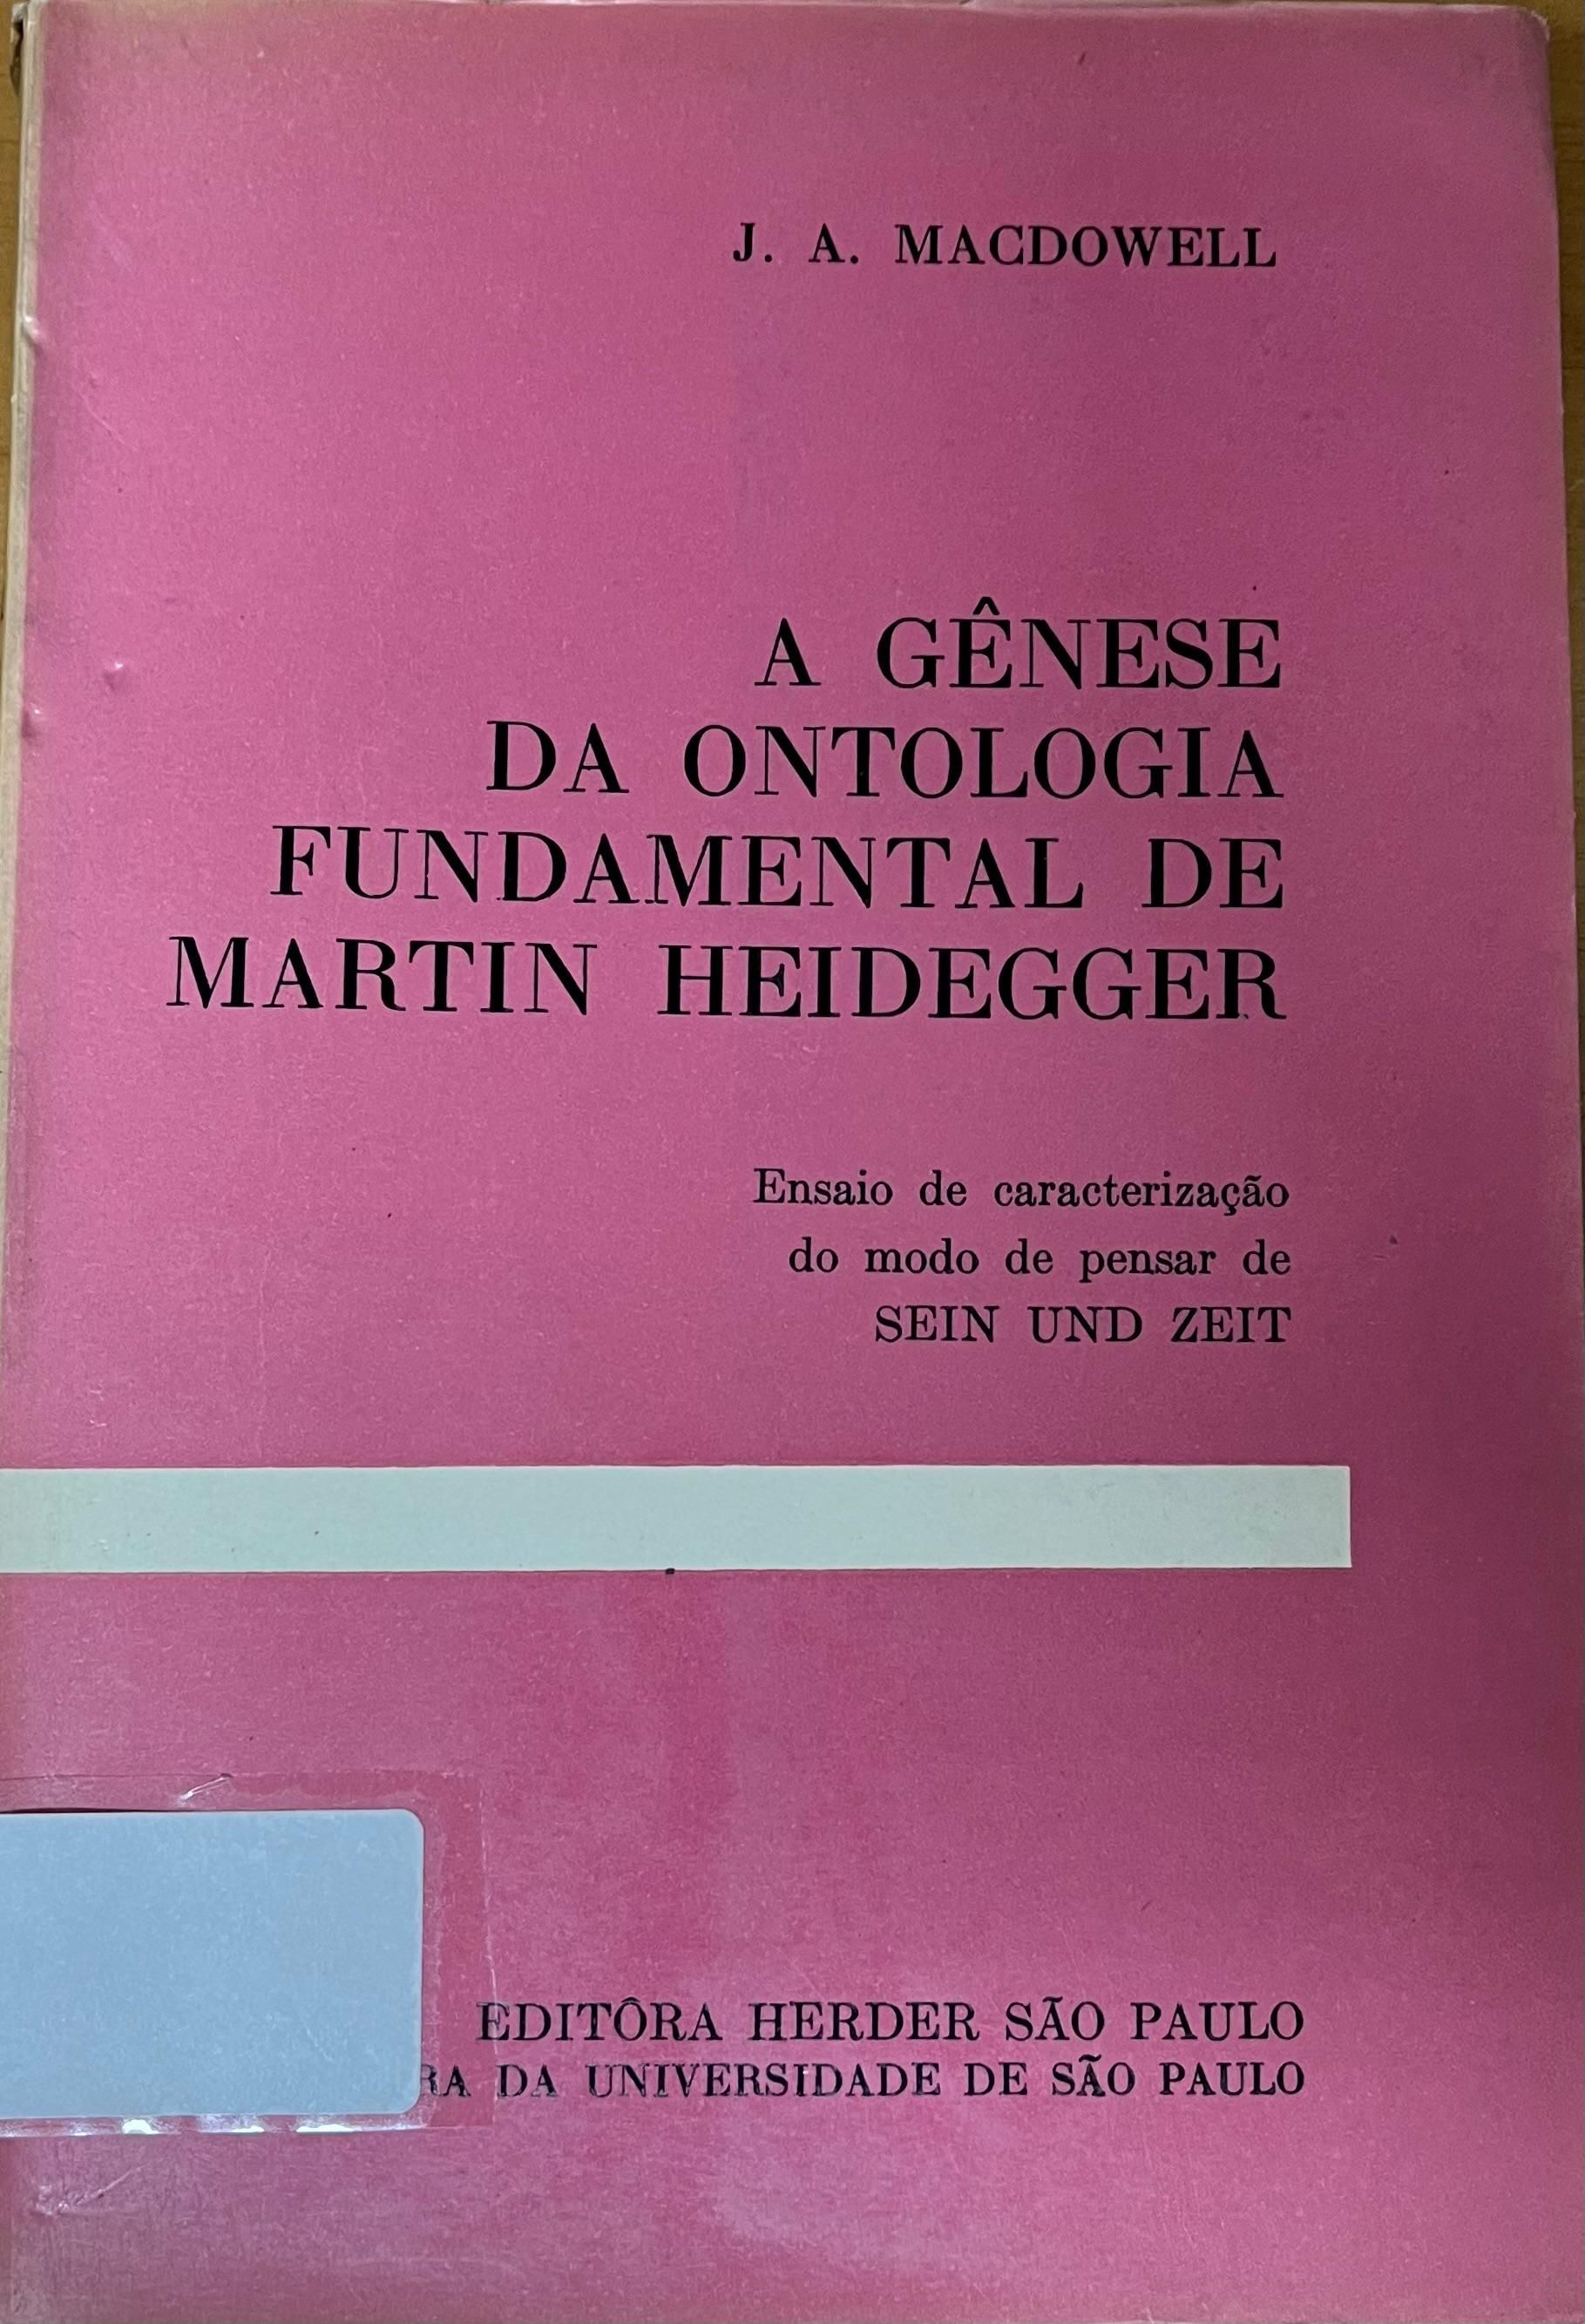 J. A. MACDOWELL
A GÊNESE
DA ONTOLOGIA
FUNDAMENTAL DE
MARTIN HEIDEGGER
Ensaio de caracterização
do modo de pensar de
SEIN UND ZEIT
EDITÔRA HERDER SÃO PAULO
DA UNIVERSIDADE DE SÃO PAULO